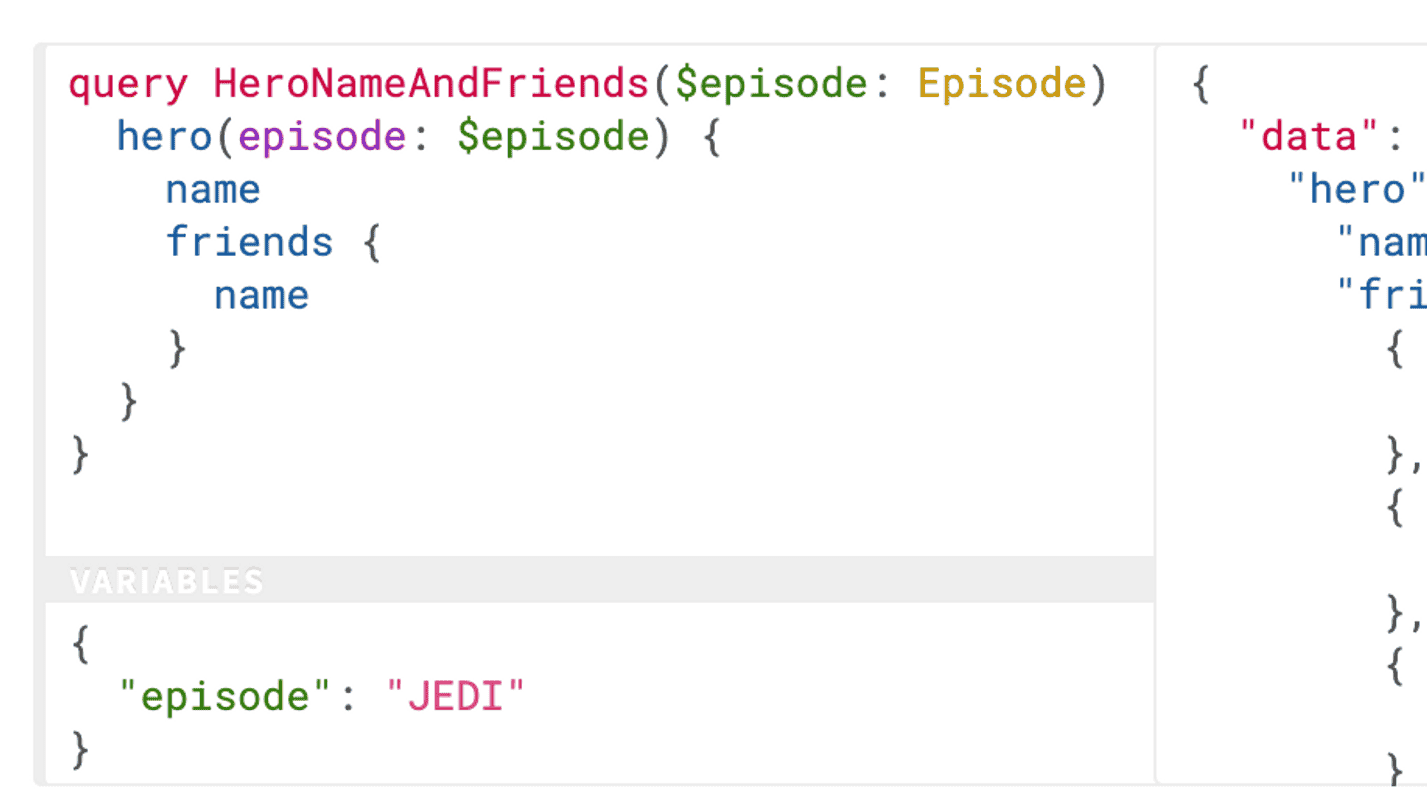 query HeroNameAndFriends($episode: Episode)
  hero(episode: $episode) {
    name
    friends {
      name
    }
  }
}
VARIABLES
{
  "episode": "JEDI"
}
{
  "data":
    "hero"
      "nam
      "fri
        {
        },
        {
        },
        {
        }